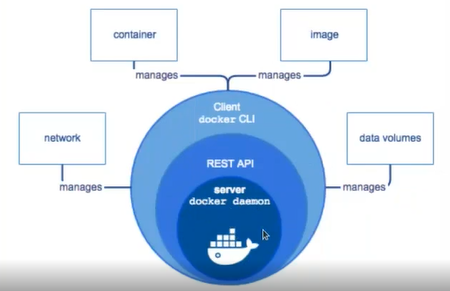 container
image
manages
manages
Client
docker CLI
network
data volumes
REST API
manages
server
docker daemon
manages